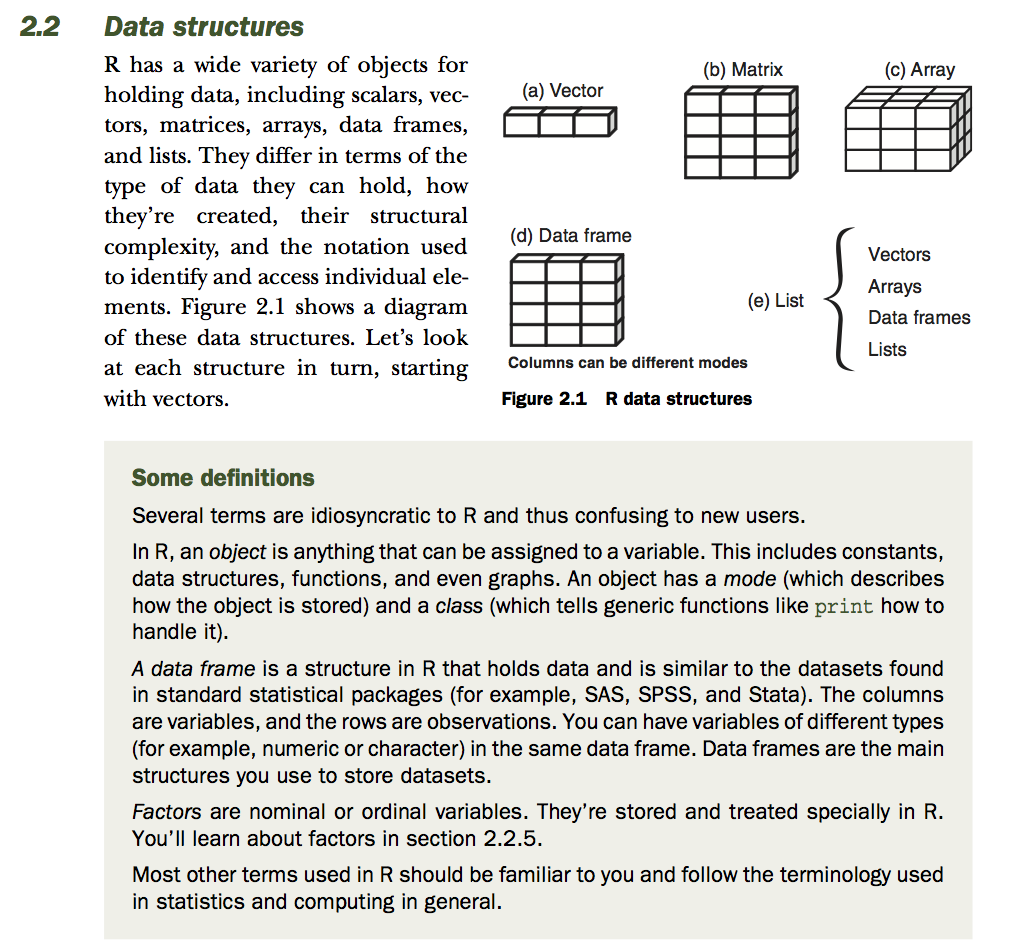 2.2 Data structures
R has a wide variety of objects for
holding data, including scalars, vec-
tors, matrices, arrays, data frames,
and lists. They differ in terms of the
type of data they can hold, how
they're created, their structural
complexity, and the notation used
to identify and access individual ele-
ments. Figure 2.1 shows a diagram
of these data structures. Let's look
at each structure in turn, starting
with vectors.
(a) Vector
(b) Matrix
(c) Array
(d) Data frame
Columns can be different modes
(e) List
Vectors
Arrays
Data frames
Lists
Figure 2.1 R data structures
Some definitions
Several terms are idiosyncratic to R and thus confusing to new users.
In R, an object is anything that can be assigned to a variable. This includes constants,
data structures, functions, and even graphs. An object has a mode (which describes
how the object is stored) and a class (which tells generic functions like print how to
handle it).
A data frame is a structure in R that holds data and is similar to the datasets found
in standard statistical packages (for example, SAS, SPSS, and Stata). The columns
are variables, and the rows are observations. You can have variables of different types
(for example, numeric or character) in the same data frame. Data frames are the main
structures you use to store datasets.
Factors are nominal or ordinal variables. They're stored and treated specially in R.
You'll learn about factors in section 2.2.5.
Most other terms used in R should be familiar to you and follow the terminology used
in statistics and computing in general.